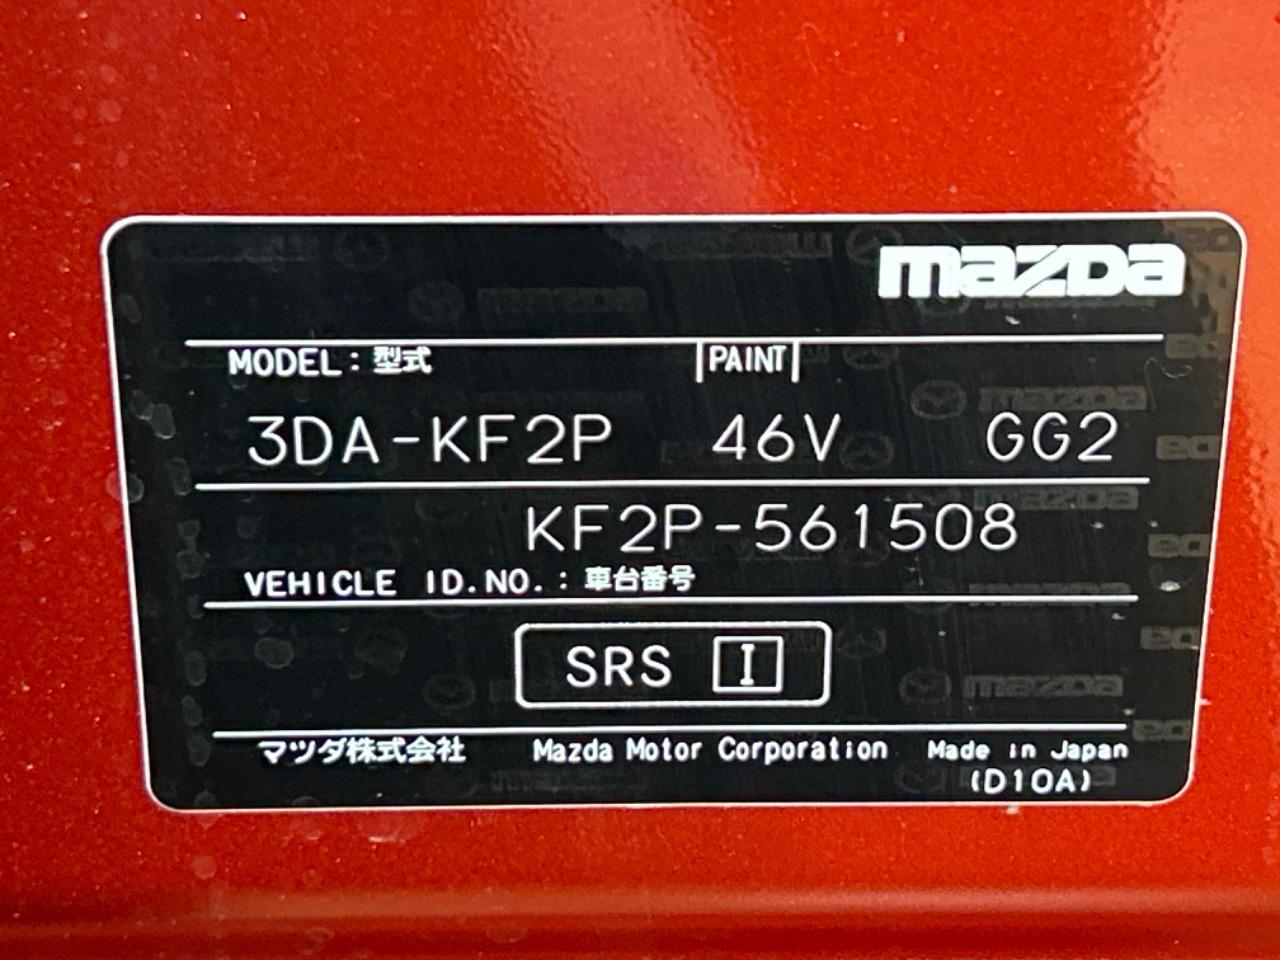 mazda
MODEL：型式 |PAINT|
3DA-KF2P 46V GG2
KF2P-561508
VEHICLE ID.NO.：車台番号
SRS I
マツダ株式会社 Mazda Motor Corporation Made in Japan
(D10A)